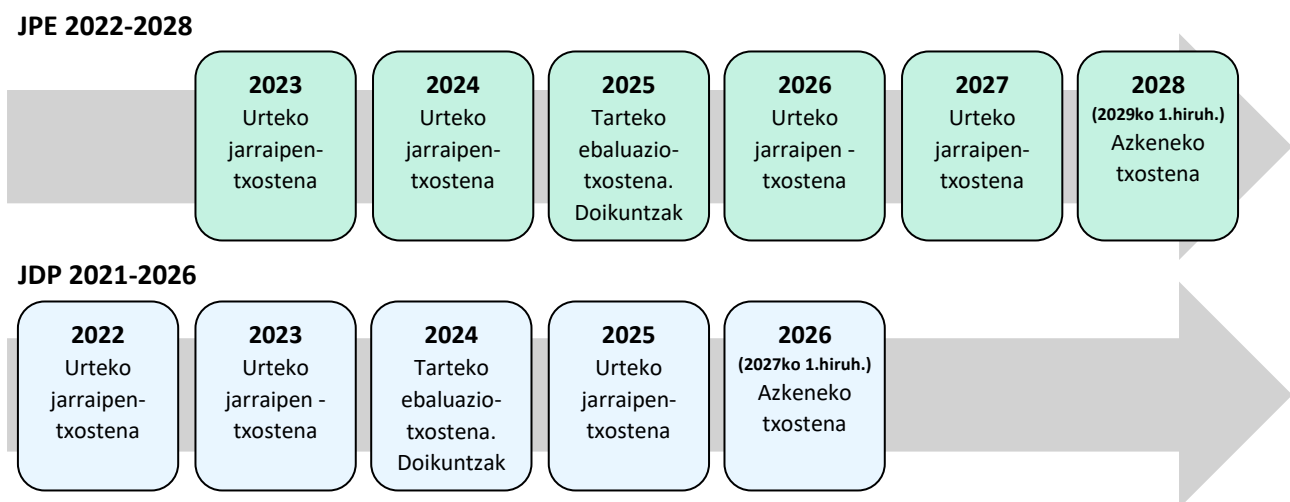 JPE 2022-2028
2023
Urteko
jarraipen-
txostena
2024
Urteko
jarraipen-
txostena
2025
Tarteko
ebaluazio-
txostena.
Doikuntzak
2026
Urteko
jarraipen -
txostena
2027
Urteko
jarraipen-
txostena
2028
(2029ko 1.hiruh.)
Azkeneko
txostena
JDP 2021-2026
2022
Urteko
jarraipen-
txostena
2023
Urteko
jarraipen -
txostena
2024
Tarteko
ebaluazio-
txostena.
Doikuntzak
2025
Urteko
jarraipen-
txostena
2026
(2027ko 1.hiruh.)
Azkeneko
txostena